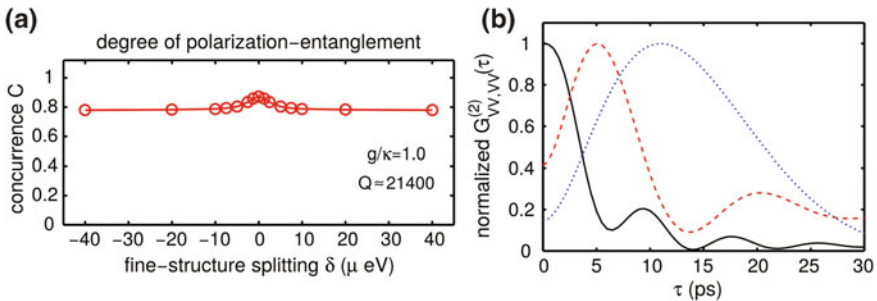 (a)
degree of polarization-entanglement
concurrence C
1
0.8
0.6
0.4
0.2
0
g/κ=1.0
Q≈21400
−40 −30 −20 −10 0 10 20 30 40
fine-structure splitting δ (μ eV)
(b)
normalized G(2)VV,VV(τ)
1
0.8
0.6
0.4
0.2
0
0 5 10 15 20 25 30
τ (ps)